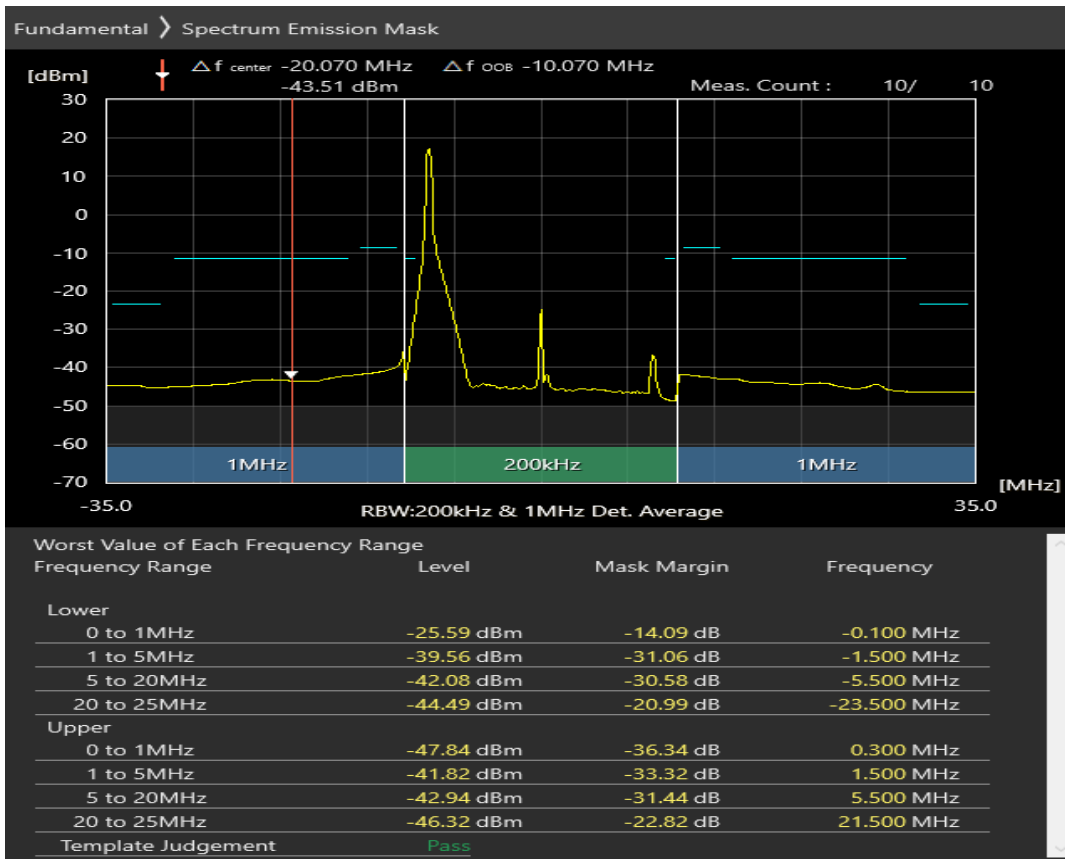 Fundamental ❯ Spectrum Emission Mask
△f center -20.070 MHz △f OOB -10.070 MHz
[dBm]
-43.51 dBm
Meas. Count : 10/ 10
30
20
10
0
-10
-20
-30
-40
-50
-60
-70
1MHz 200kHz 1MHz
[MHz]
-35.0 RBW:200kHz & 1MHz Det. Average 35.0
Worst Value of Each Frequency Range
Frequency Range Level Mask Margin Frequency
Lower
0 to 1MHz -25.59 dBm -14.09 dB -0.100 MHz
1 to 5MHz -39.56 dBm -31.06 dB -1.500 MHz
5 to 20MHz -42.08 dBm -30.58 dB -5.500 MHz
20 to 25MHz -44.49 dBm -20.99 dB -23.500 MHz
Upper
0 to 1MHz -47.84 dBm -36.34 dB 0.300 MHz
1 to 5MHz -41.82 dBm -33.32 dB 1.500 MHz
5 to 20MHz -42.94 dBm -31.44 dB 5.500 MHz
20 to 25MHz -46.32 dBm -22.82 dB 21.500 MHz
Template Judgement Pass